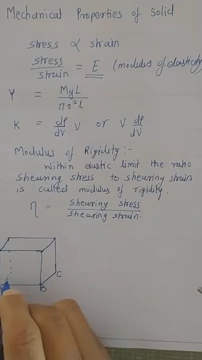 Mechanical Properties of Solid
stress ∝ strain
stress/strain = E (modulus of elasticity)
Y = MgL/πr²l
K = dP/dV V or V dP/dV
Modulus of Rigidity :-
Within elastic limit the ratio
shearing stress to shearing strain
is called modulus of rigidity.
η = shearing stress/shearing strain
C